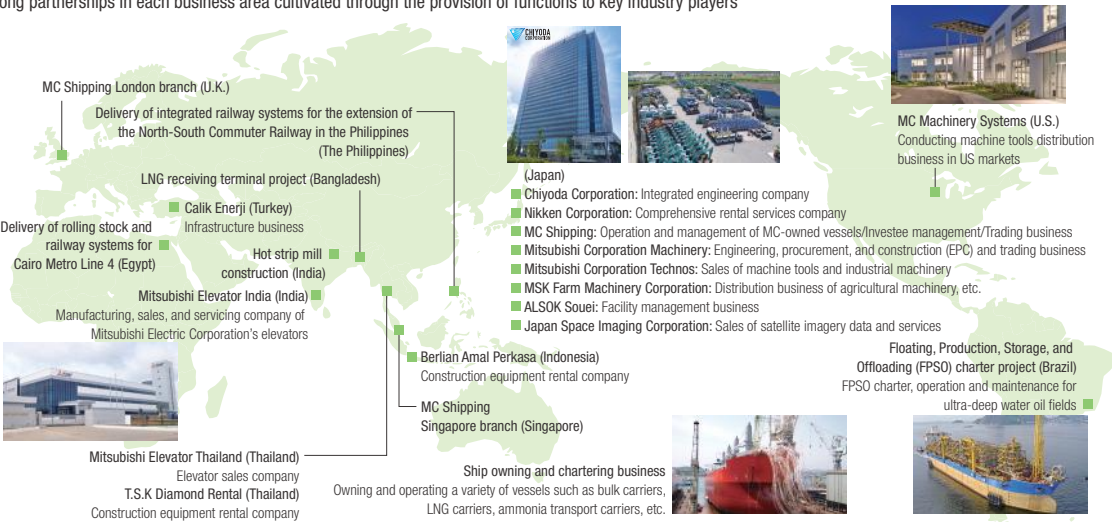 ong partnerships in each business area cultivated through the provision of functions to key industry players
CHIYODA
CORPORATION
MC Shipping London branch (U.K.)
Delivery of integrated railway systems for the extension of
the North-South Commuter Railway in the Philippines
(The Philippines)
LNG receiving terminal project (Bangladesh)
Calik Enerji (Turkey)
Infrastructure business
Delivery of rolling stock and
railway systems for
Cairo Metro Line 4 (Egypt)
Hot strip mill
construction (India)
Mitsubishi Elevator India (India)
Manufacturing, sales, and servicing company of
Mitsubishi Electric Corporation's elevators
MC Machinery Systems (U.S.)
Conducting machine tools distribution
business in US markets
(Japan)
Chiyoda Corporation: Integrated engineering company
Nikken Corporation: Comprehensive rental services company
MC Shipping: Operation and management of MC-owned vessels/Investee management/Trading business
Mitsubishi Corporation Machinery: Engineering, procurement, and construction (EPC) and trading business
Mitsubishi Corporation Technos: Sales of machine tools and industrial machinery
MSK Farm Machinery Corporation: Distribution business of agricultural machinery, etc.
ALSOK Souei: Facility management business
Japan Space Imaging Corporation: Sales of satellite imagery data and services
Berlian Amal Perkasa (Indonesia)
Construction equipment rental company
MC Shipping
Singapore branch (Singapore)
Floating, Production, Storage, and
Offloading (FPSO) charter project (Brazil)
FPSO charter, operation and maintenance for
ultra-deep water oil fields
Mitsubishi Elevator Thailand (Thailand)
Elevator sales company
T.S.K Diamond Rental (Thailand)
Construction equipment rental company
Ship owning and chartering business
Owning and operating a variety of vessels such as bulk carriers,
LNG carriers, ammonia transport carriers, etc.